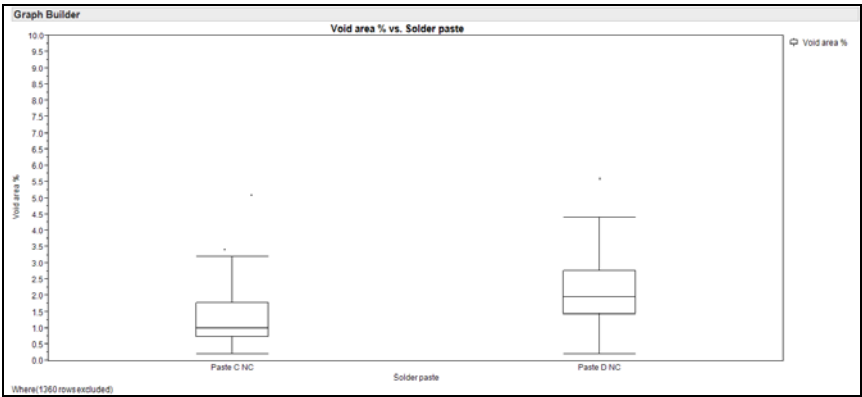 Graph Builder
Void area % vs. Solder paste
Void area %
10.0
9.5
9.0
8.5
8.0
7.5
7.0
6.5
6.0
5.5
5.0
4.5
4.0
3.5
3.0
2.5
2.0
1.5
1.0
0.5
0.0
Void area %
Paste C NC
Paste D NC
Solder paste
Where(1360 rows excluded)